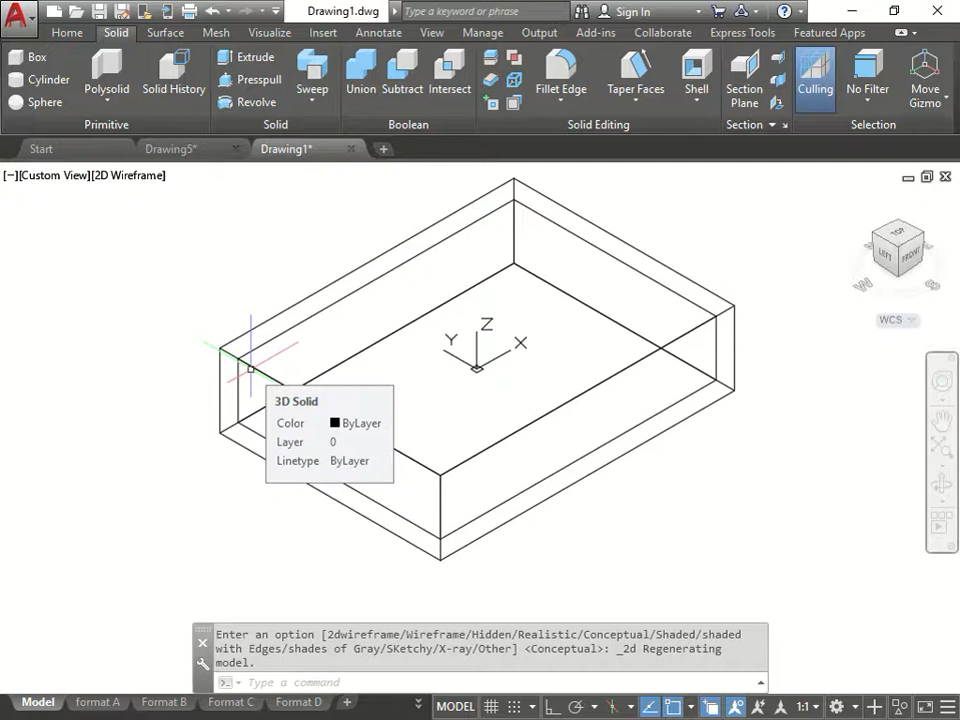 Drawing1.dwg
Type a keyword or phrase
Sign In
Home
Solid
Surface
Mesh
Visualize
Insert
Annotate
View
Manage
Output
Add-ins
Collaborate
Express Tools
Featured Apps
Box
Cylinder
Sphere
Polysolid
Solid History
Extrude
Presspull
Revolve
Sweep
Union
Subtract
Intersect
Fillet Edge
Taper Faces
Shell
Section
Plane
Culling
No Filter
Move
Gizmo
Primitive
Solid
Boolean
Solid Editing
Section
Selection
Start
Drawing5*
Drawing1*
[−][Custom View][2D Wireframe]
TOP
LEFT
FRONT
W
S
WCS
Z
Y
X
3D Solid
Color ByLayer
Layer 0
Linetype ByLayer
Enter an option [2dwireframe/Wireframe/Hidden/Realistic/Conceptual/Shaded/shaded
with Edges/shades of Gray/SKetchy/X-ray/Other] <Conceptual>: _2d Regenerating
model.
Type a command
Model
format A
Format B
Format C
Format D
MODEL
1:1